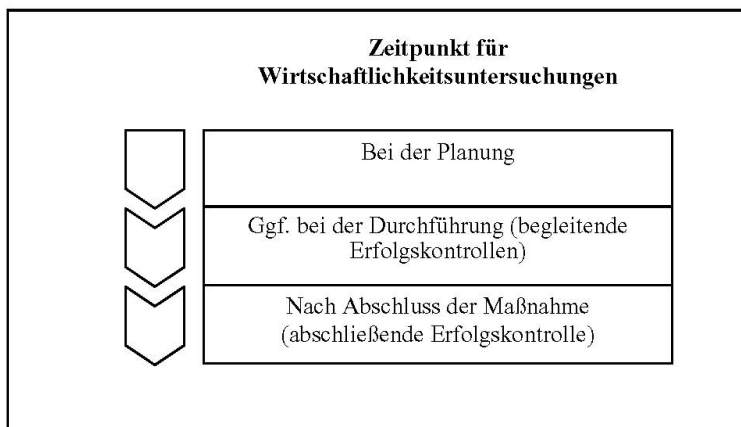 Zeitpunkt für
Wirtschaftlichkeitsuntersuchungen
Bei der Planung
Ggf. bei der Durchführung (begleitende
Erfolgskontrollen)
Nach Abschluss der Maßnahme
(abschließende Erfolgskontrolle)